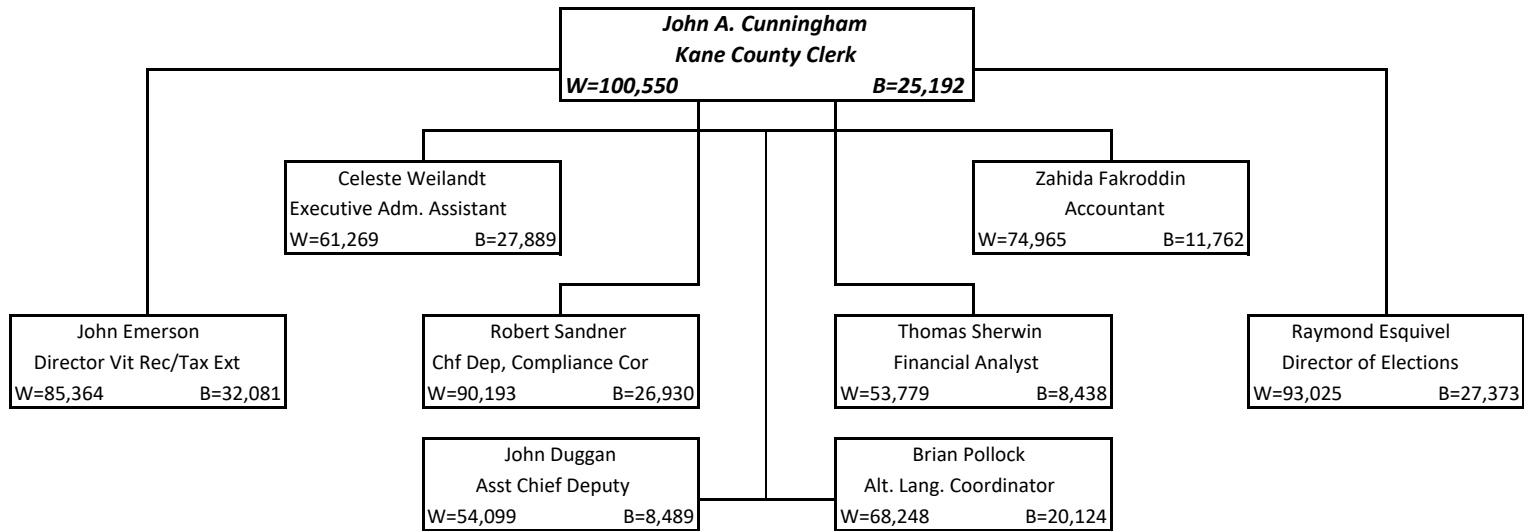 John A. Cunningham
Kane County Clerk
W=100,550 B=25,192
Celeste Weilandt
Executive Adm. Assistant
W=61,269 B=27,889
Zahida Fakroddin
Accountant
W=74,965 B=11,762
John Emerson
Director Vit Rec/Tax Ext
W=85,364 B=32,081
Robert Sandner
Chf Dep, Compliance Cor
W=90,193 B=26,930
Thomas Sherwin
Financial Analyst
W=53,779 B=8,438
Raymond Esquivel
Director of Elections
W=93,025 B=27,373
John Duggan
Asst Chief Deputy
W=54,099 B=8,489
Brian Pollock
Alt. Lang. Coordinator
W=68,248 B=20,124